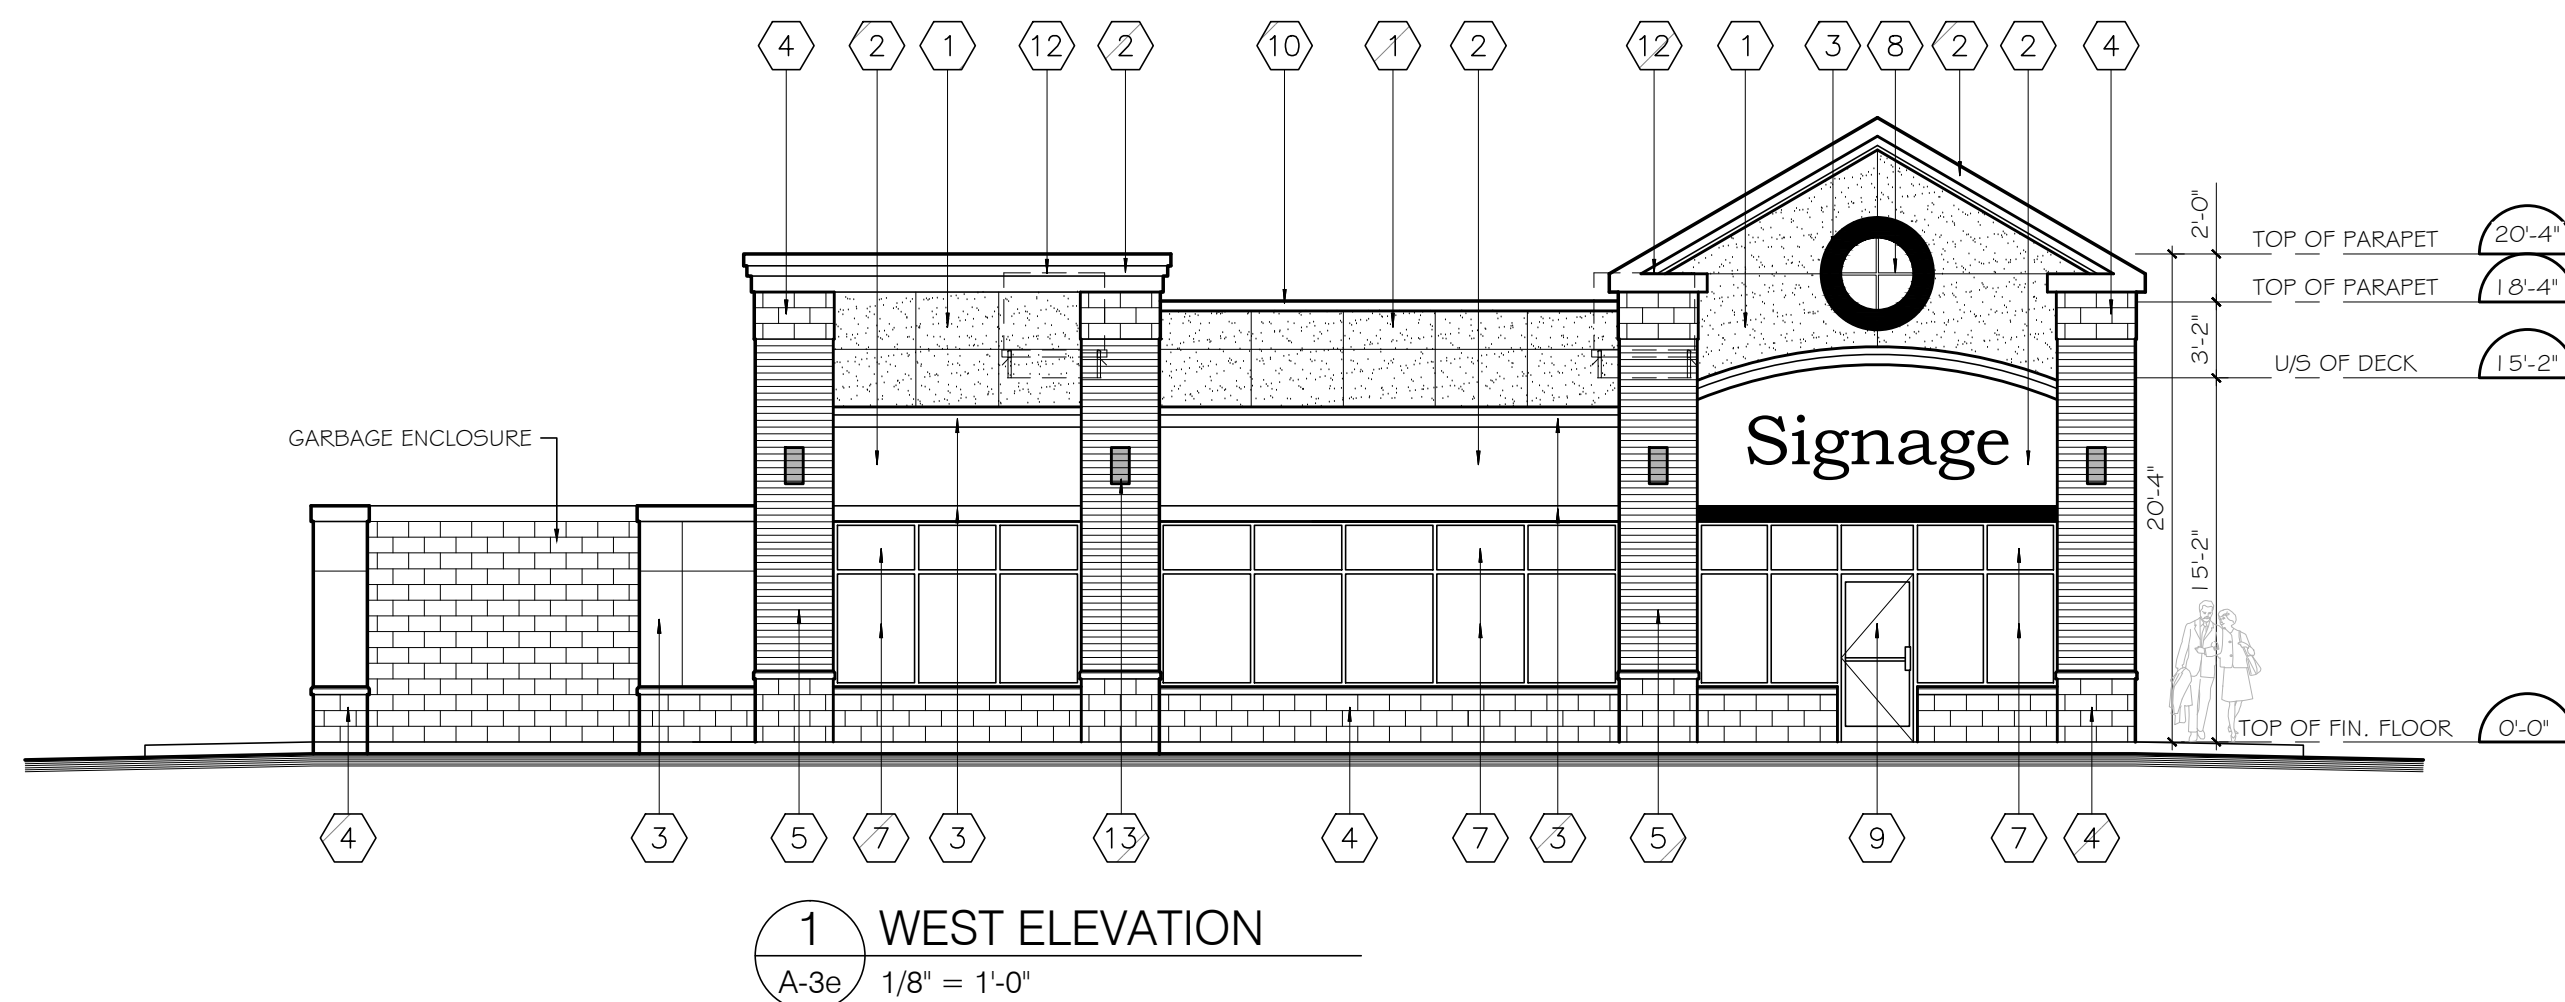 4 2 1 12 2 10 1 2 12 1 3 8 2 2 4
2'-0"
TOP OF PARAPET 20'-4"
TOP OF PARAPET 18'-4"
3'-2"
U/S OF DECK 15'-2"
GARBAGE ENCLOSURE
Signage
20'-4"
15'-2"
TOP OF FIN. FLOOR 0'-0"
4 3 5 7 3 13 4 7 3 5 9 7 4
1 WEST ELEVATION
A-3e 1/8" = 1'-0"